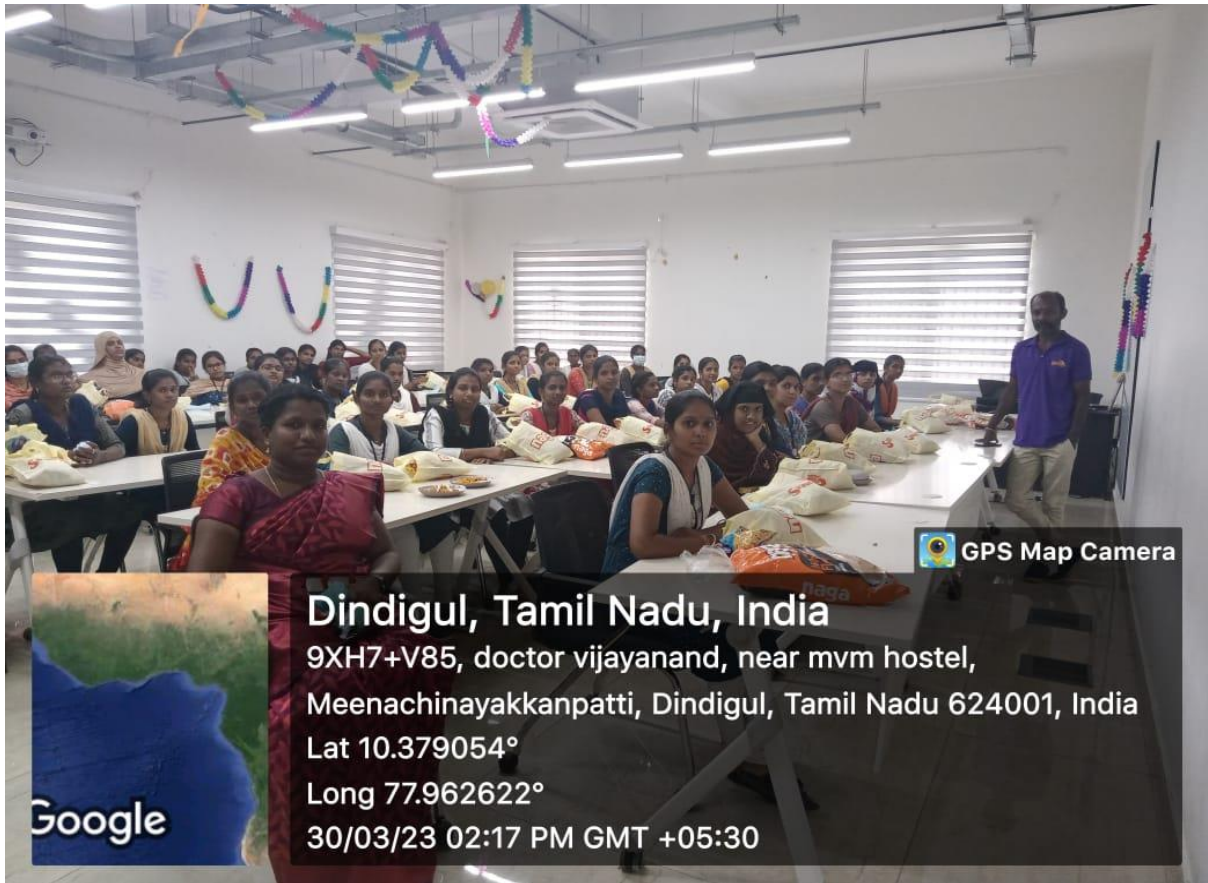 naga
GPS Map Camera
Dindigul, Tamil Nadu, India
9XH7+V85, doctor vijayanand, near mvm hostel,
Meenachinayakkanpatti, Dindigul, Tamil Nadu 624001, India
Lat 10.379054°
Long 77.962622°
30/03/23 02:17 PM GMT +05:30
Google